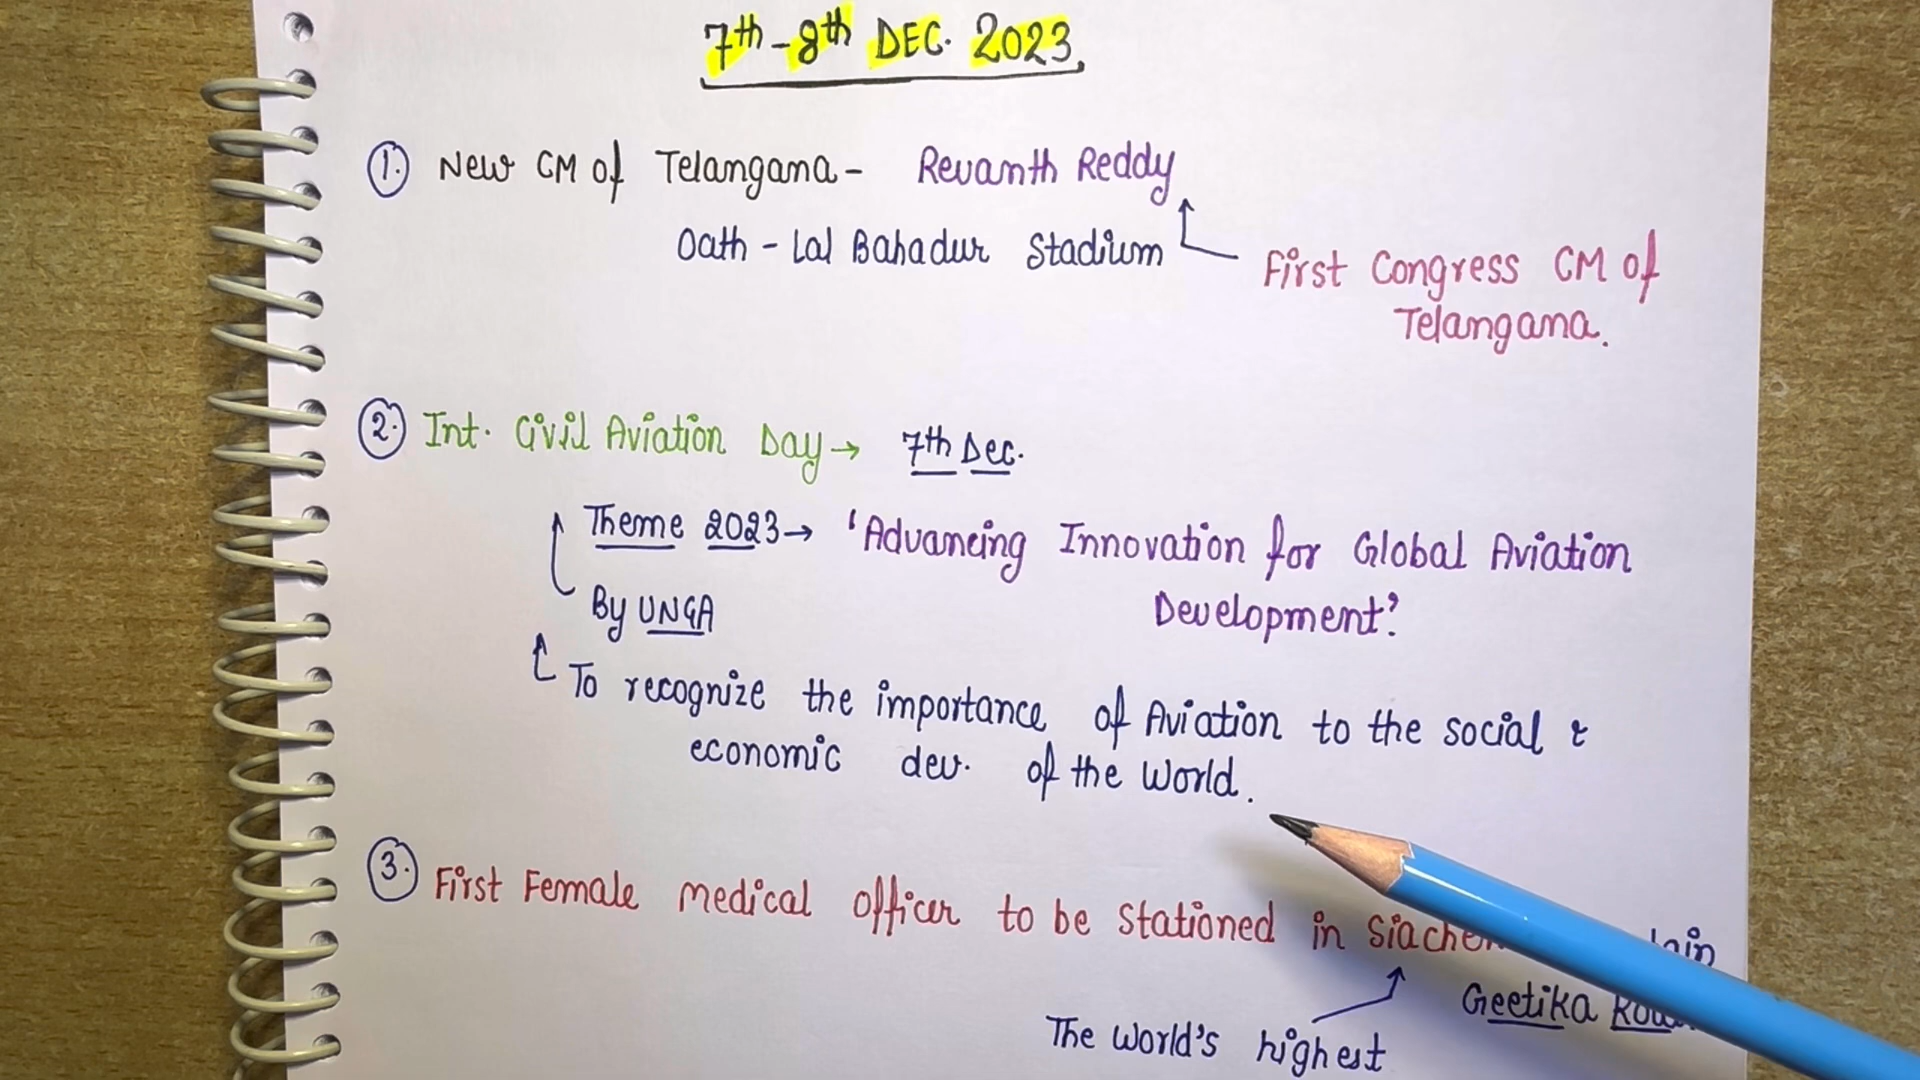 7th-8th DEC. 2023
1. New CM of Telangana- Revanth Reddy
Oath - Lal Bahadur Stadium
First Congress CM of
Telangana.
2. Int. Civil Aviation Day→ 7th Dec.
Theme 2023→ 'Advancing Innovation for Global Aviation
Development'.
By UNGA
To recognize the importance of Aviation to the social &
economic dev. of the world.
3. First Female medical officer to be stationed in Siachen
Geetika
The world's highest